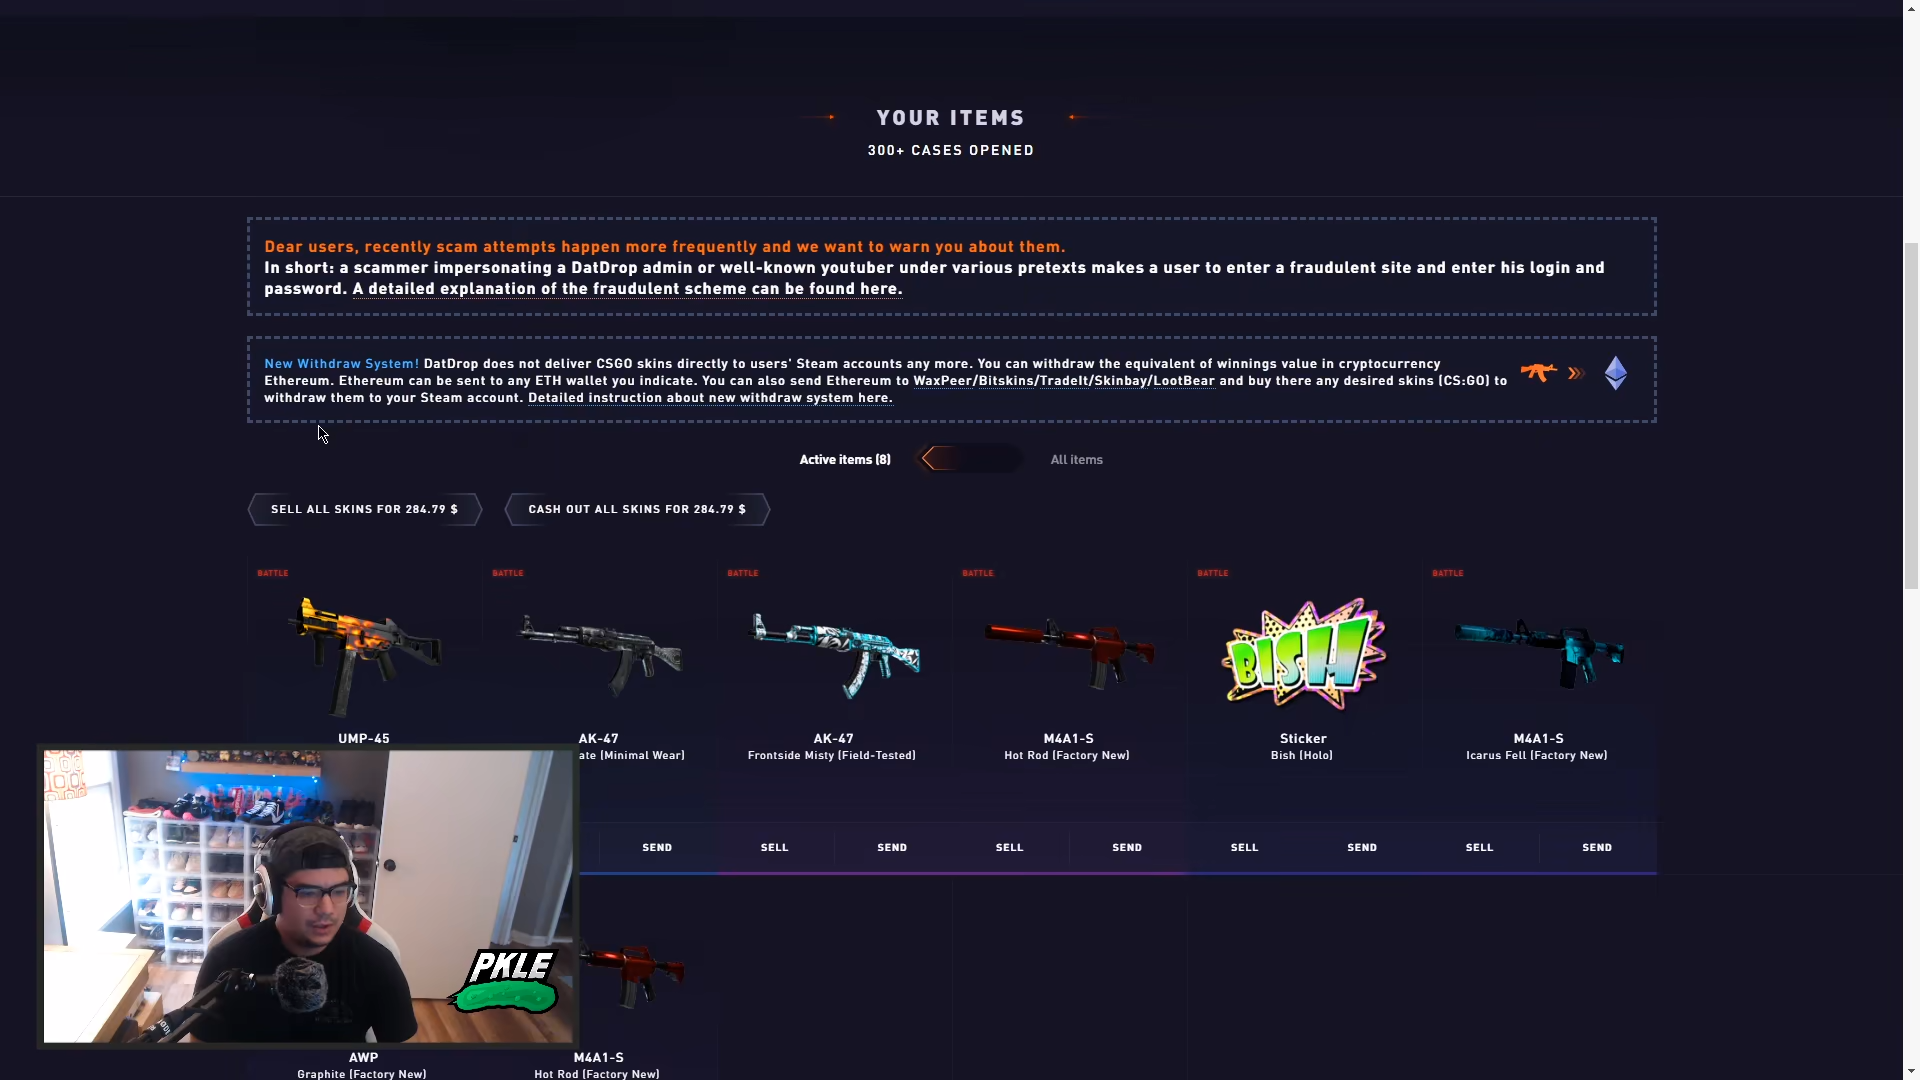 YOUR ITEMS
300+ CASES OPENED
Dear users, recently scam attempts happen more frequently and we want to warn you about them.
In short: a scammer impersonating a DatDrop admin or well-known youtuber under various pretexts makes a user to enter a fraudulent site and enter his login and
password. A detailed explanation of the fraudulent scheme can be found here.
New Withdraw System! DatDrop does not deliver CSGO skins directly to users' Steam accounts any more. You can withdraw the equivalent of winnings value in cryptocurrency
Ethereum. Ethereum can be sent to any ETH wallet you indicate. You can also send Ethereum to WaxPeer/Bitskins/TradeIt/Skinbay/LootBear and buy there any desired skins (CS:GO) to
withdraw them to your Steam account. Detailed instruction about new withdraw system here.
Active items (8) All items
SELL ALL SKINS FOR 284.79 $ CASH OUT ALL SKINS FOR 284.79 $
BATTLE BATTLE BATTLE BATTLE BATTLE BATTLE
BISH
UMP-45 AK-47 AK-47 M4A1-S Sticker M4A1-S
(Minimal Wear) Frontside Misty (Field-Tested) Hot Rod (Factory New) Bish (Holo) Icarus Fell (Factory New)
SEND SELL SEND SELL SEND SELL SEND SELL SEND
PKLE
AWP M4A1-S
Graphite (Factory New) Hot Rod (Factory New)